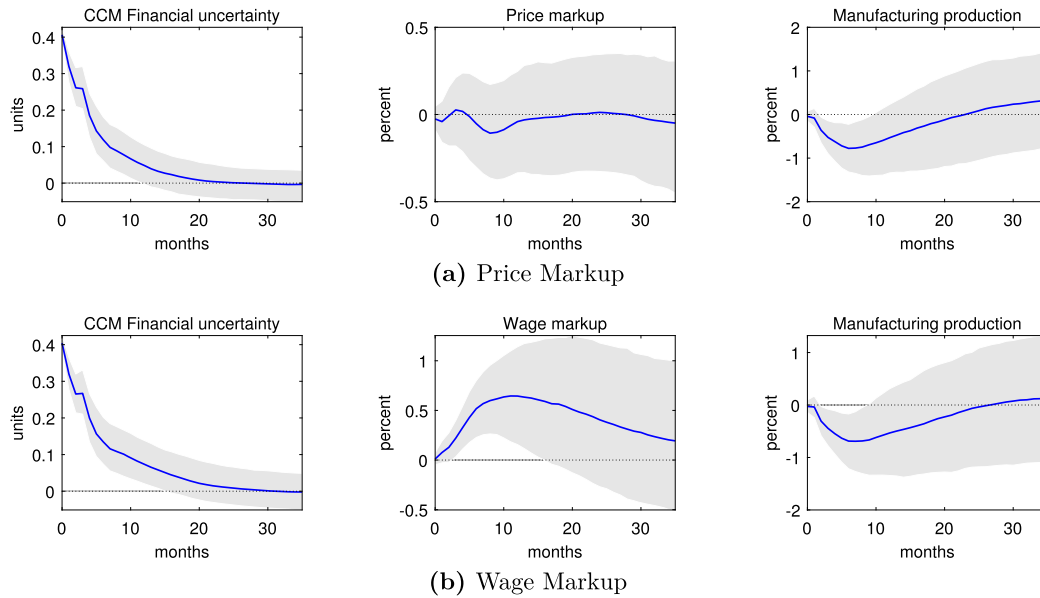 CCM Financial uncertainty
0.4
0.3
0.2
0.1
0
units
0 10 20 30
months
Price markup
0.5
0
-0.5
percent
0 10 20 30
months
Manufacturing production
2
1
0
-1
-2
percent
0 10 20 30
months
(a) Price Markup
CCM Financial uncertainty
0.4
0.3
0.2
0.1
0
units
0 10 20 30
months
Wage markup
1
0.5
0
-0.5
percent
0 10 20 30
months
Manufacturing production
1
0
-1
-2
percent
0 10 20 30
months
(b) Wage Markup